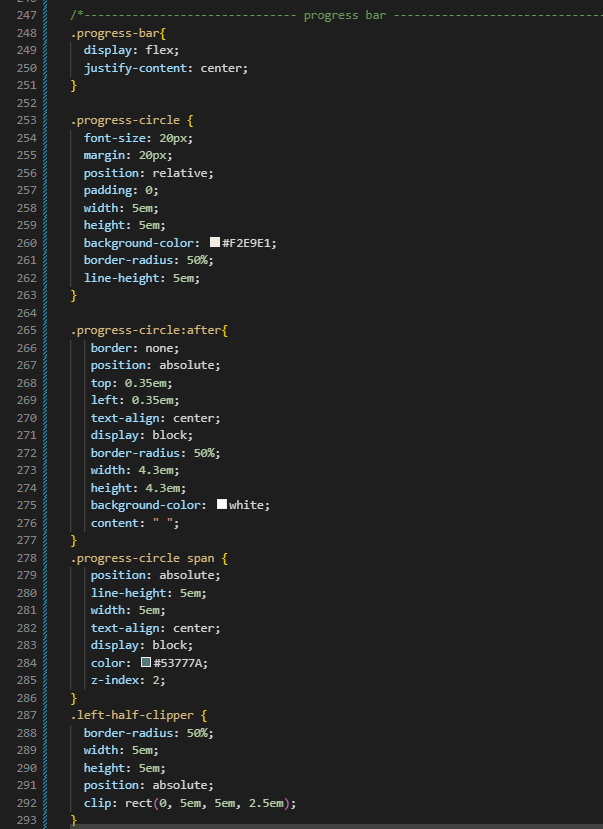 247 /*------------------------------- progress bar -------------------------------
248 .progress-bar{
249 display: flex;
250 justify-content: center;
251 }
252
253 .progress-circle {
254 font-size: 20px;
255 margin: 20px;
256 position: relative;
257 padding: 0;
258 width: 5em;
259 height: 5em;
260 background-color: #F2E9E1;
261 border-radius: 50%;
262 line-height: 5em;
263 }
264
265 .progress-circle:after{
266 border: none;
267 position: absolute;
268 top: 0.35em;
269 left: 0.35em;
270 text-align: center;
271 display: block;
272 border-radius: 50%;
273 width: 4.3em;
274 height: 4.3em;
275 background-color: white;
276 content: " ";
277 }
278 .progress-circle span {
279 position: absolute;
280 line-height: 5em;
281 width: 5em;
282 text-align: center;
283 display: block;
284 color: #53777A;
285 z-index: 2;
286 }
287 .left-half-clipper {
288 border-radius: 50%;
289 width: 5em;
290 height: 5em;
291 position: absolute;
292 clip: rect(0, 5em, 5em, 2.5em);
293 }